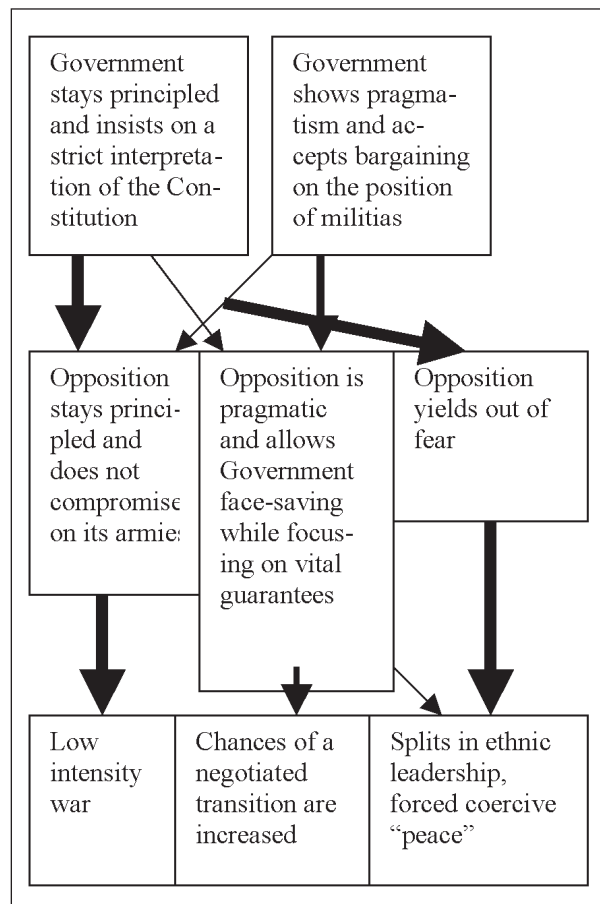 Government
stays principled
and insists on a
strict interpreta-
tion of the Con-
stitution
Government
shows pragma-
tism and ac-
cepts bargaining
on the position
of militias
Opposition
stays princi-
pled and
does not
compromise
on its armies
Opposition is
pragmatic
and allows
Government
face-saving
while focus-
ing on vital
guarantees
Opposition
yields out of
fear
Low
intensity
war
Chances of a
negotiated
transition are
increased
Splits in ethnic
leadership,
forced coercive
“peace”